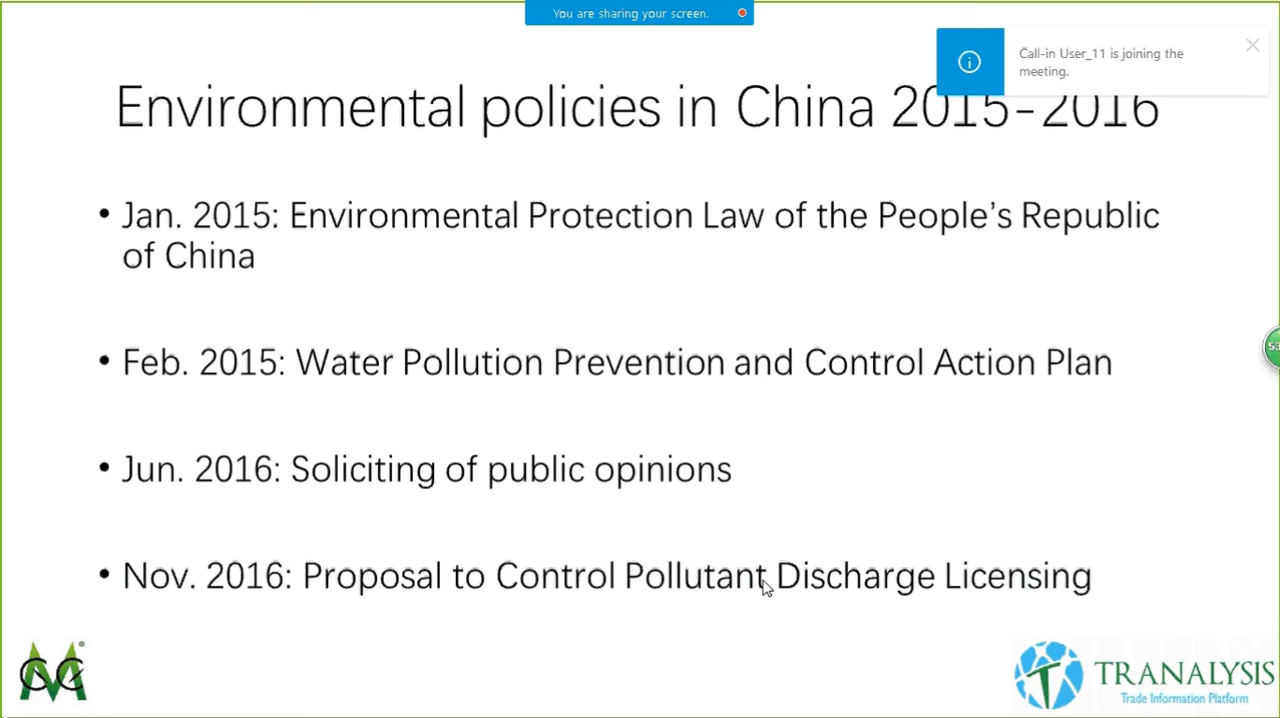 You are sharing your screen.
Call-in User_11 is joining the
meeting.
Environmental policies in China 2015-2016
• Jan. 2015: Environmental Protection Law of the People's Republic
of China
• Feb. 2015: Water Pollution Prevention and Control Action Plan
• Jun. 2016: Soliciting of public opinions
• Nov. 2016: Proposal to Control Pollutant Discharge Licensing
53
TRANALYSIS
Trade Information Platform